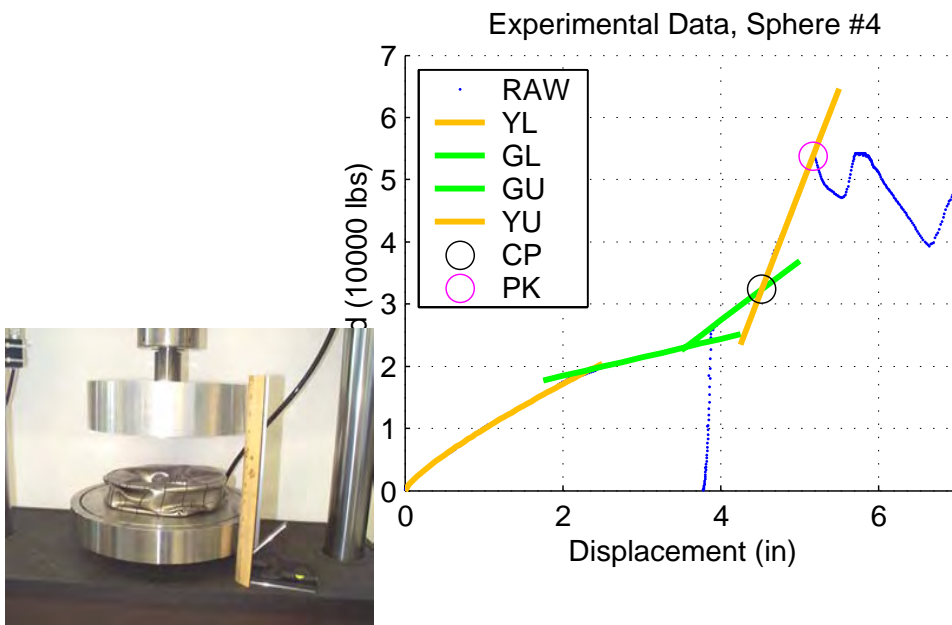 Experimental Data, Sphere #4
7
6
5
4
3
2
1
0
d (10000 lbs)
RAW
YL
GL
GU
YU
CP
PK
0 2 4 6
Displacement (in)